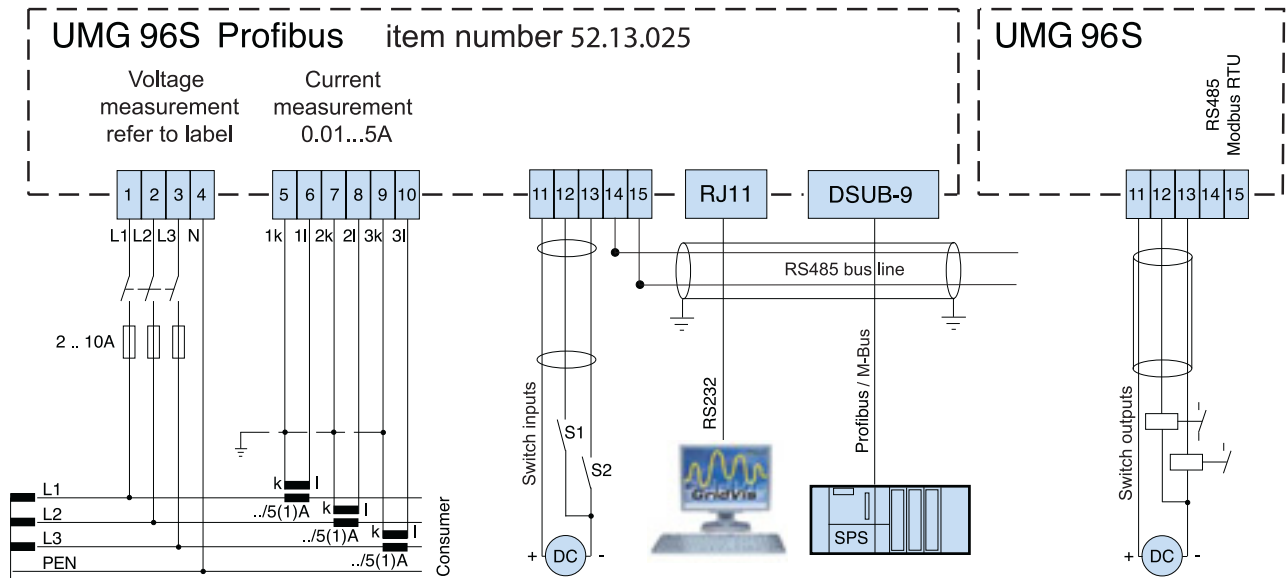 UMG 96S Profibus item number 52.13.025
Voltage
measurement
refer to label
Current
measurement
0.01...5A
1 2 3 4
5 6 7 8 9 10
11 12 13 14 15
RJ11
DSUB-9
L1 L2 L3 N
1k 1l 2k 2l 3k 3l
RS485 bus line
2 .. 10A
Switch inputs
S1
S2
RS232
Profibus / M-Bus
GridVis
SPS
k l
../5(1)A
k l
../5(1)A
k l
../5(1)A
L1
L2
L3
PEN
Consumer
+ DC -
UMG 96S
RS485
Modbus RTU
11 12 13 14 15
Switch outputs
+ DC -